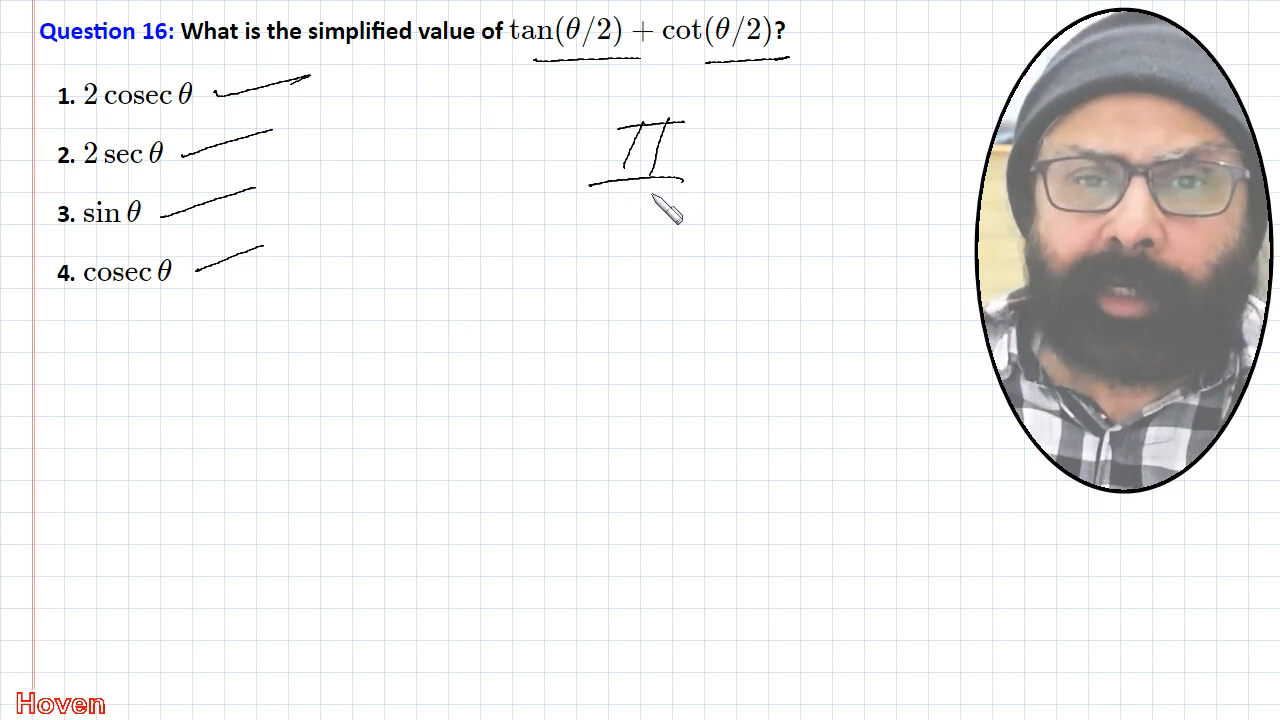 Question 16: What is the simplified value of tan(θ/2) + cot(θ/2)?
1. 2 cosec θ
2. 2 sec θ
3. sin θ
4. cosec θ
π
Hoven